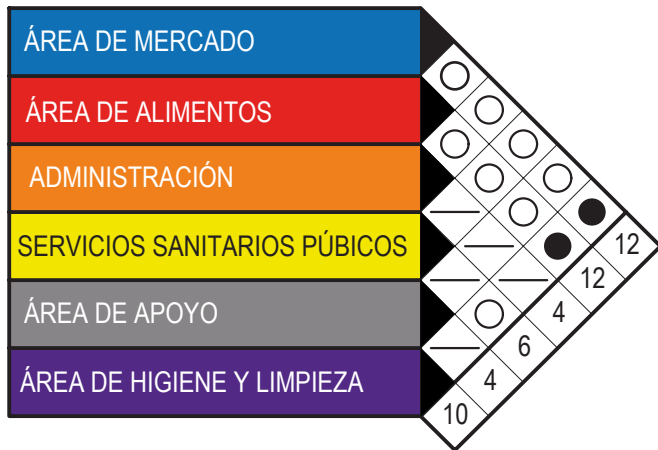 ÁREA DE MERCADO
ÁREA DE ALIMENTOS
ADMINISTRACIÓN
SERVICIOS SANITARIOS PÚBICOS
ÁREA DE APOYO
ÁREA DE HIGIENE Y LIMPIEZA
12
12
4
6
4
10